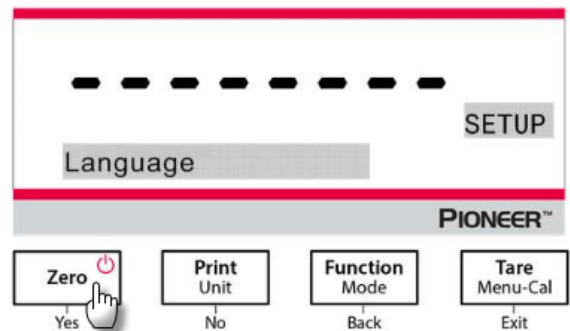 --------
SETUP
Language
PIONEER™
Zero
Print
Unit
Function
Mode
Tare
Menu-Cal
Yes
No
Back
Exit